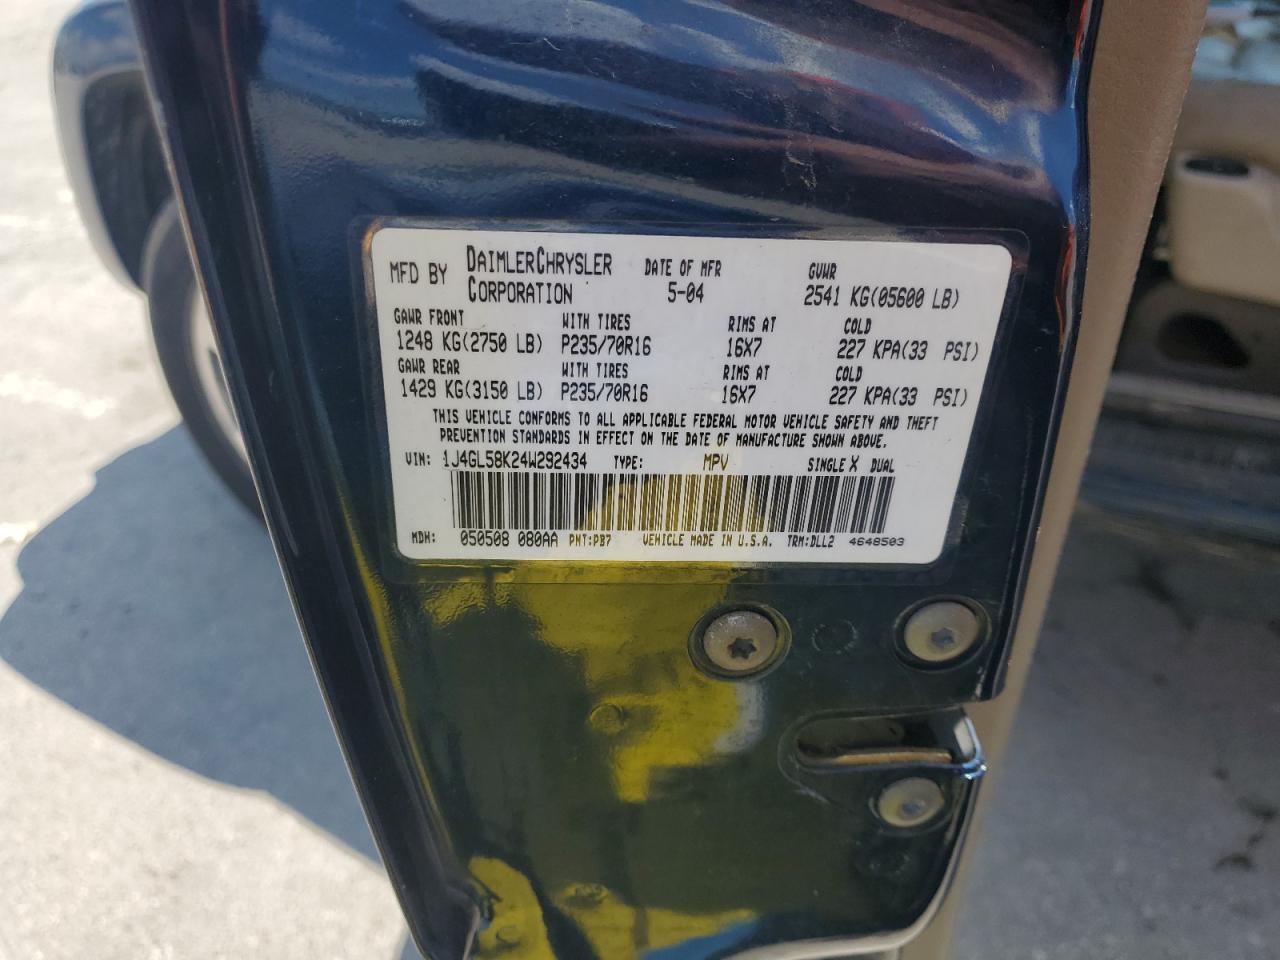 MFD BY DAIMLERCHRYSLER CORPORATION DATE OF MFR 5-04 GVWR 2541 KG(05600 LB)
GAWR FRONT WITH TIRES RIMS AT COLD
1248 KG(2750 LB) P235/70R16 16X7 227 KPA(33 PSI)
GAWR REAR WITH TIRES RIMS AT COLD
1429 KG(3150 LB) P235/70R16 16X7 227 KPA(33 PSI)
THIS VEHICLE CONFORMS TO ALL APPLICABLE FEDERAL MOTOR VEHICLE SAFETY AND THEFT
PREVENTION STANDARDS IN EFFECT ON THE DATE OF MANUFACTURE SHOWN ABOVE.
VIN: 1J4GL58K24W292434 TYPE: MPV SINGLE X DUAL
MDH: 050508 080AA PNT:PB7 VEHICLE MADE IN U.S.A. TRM:DLL2 4648503